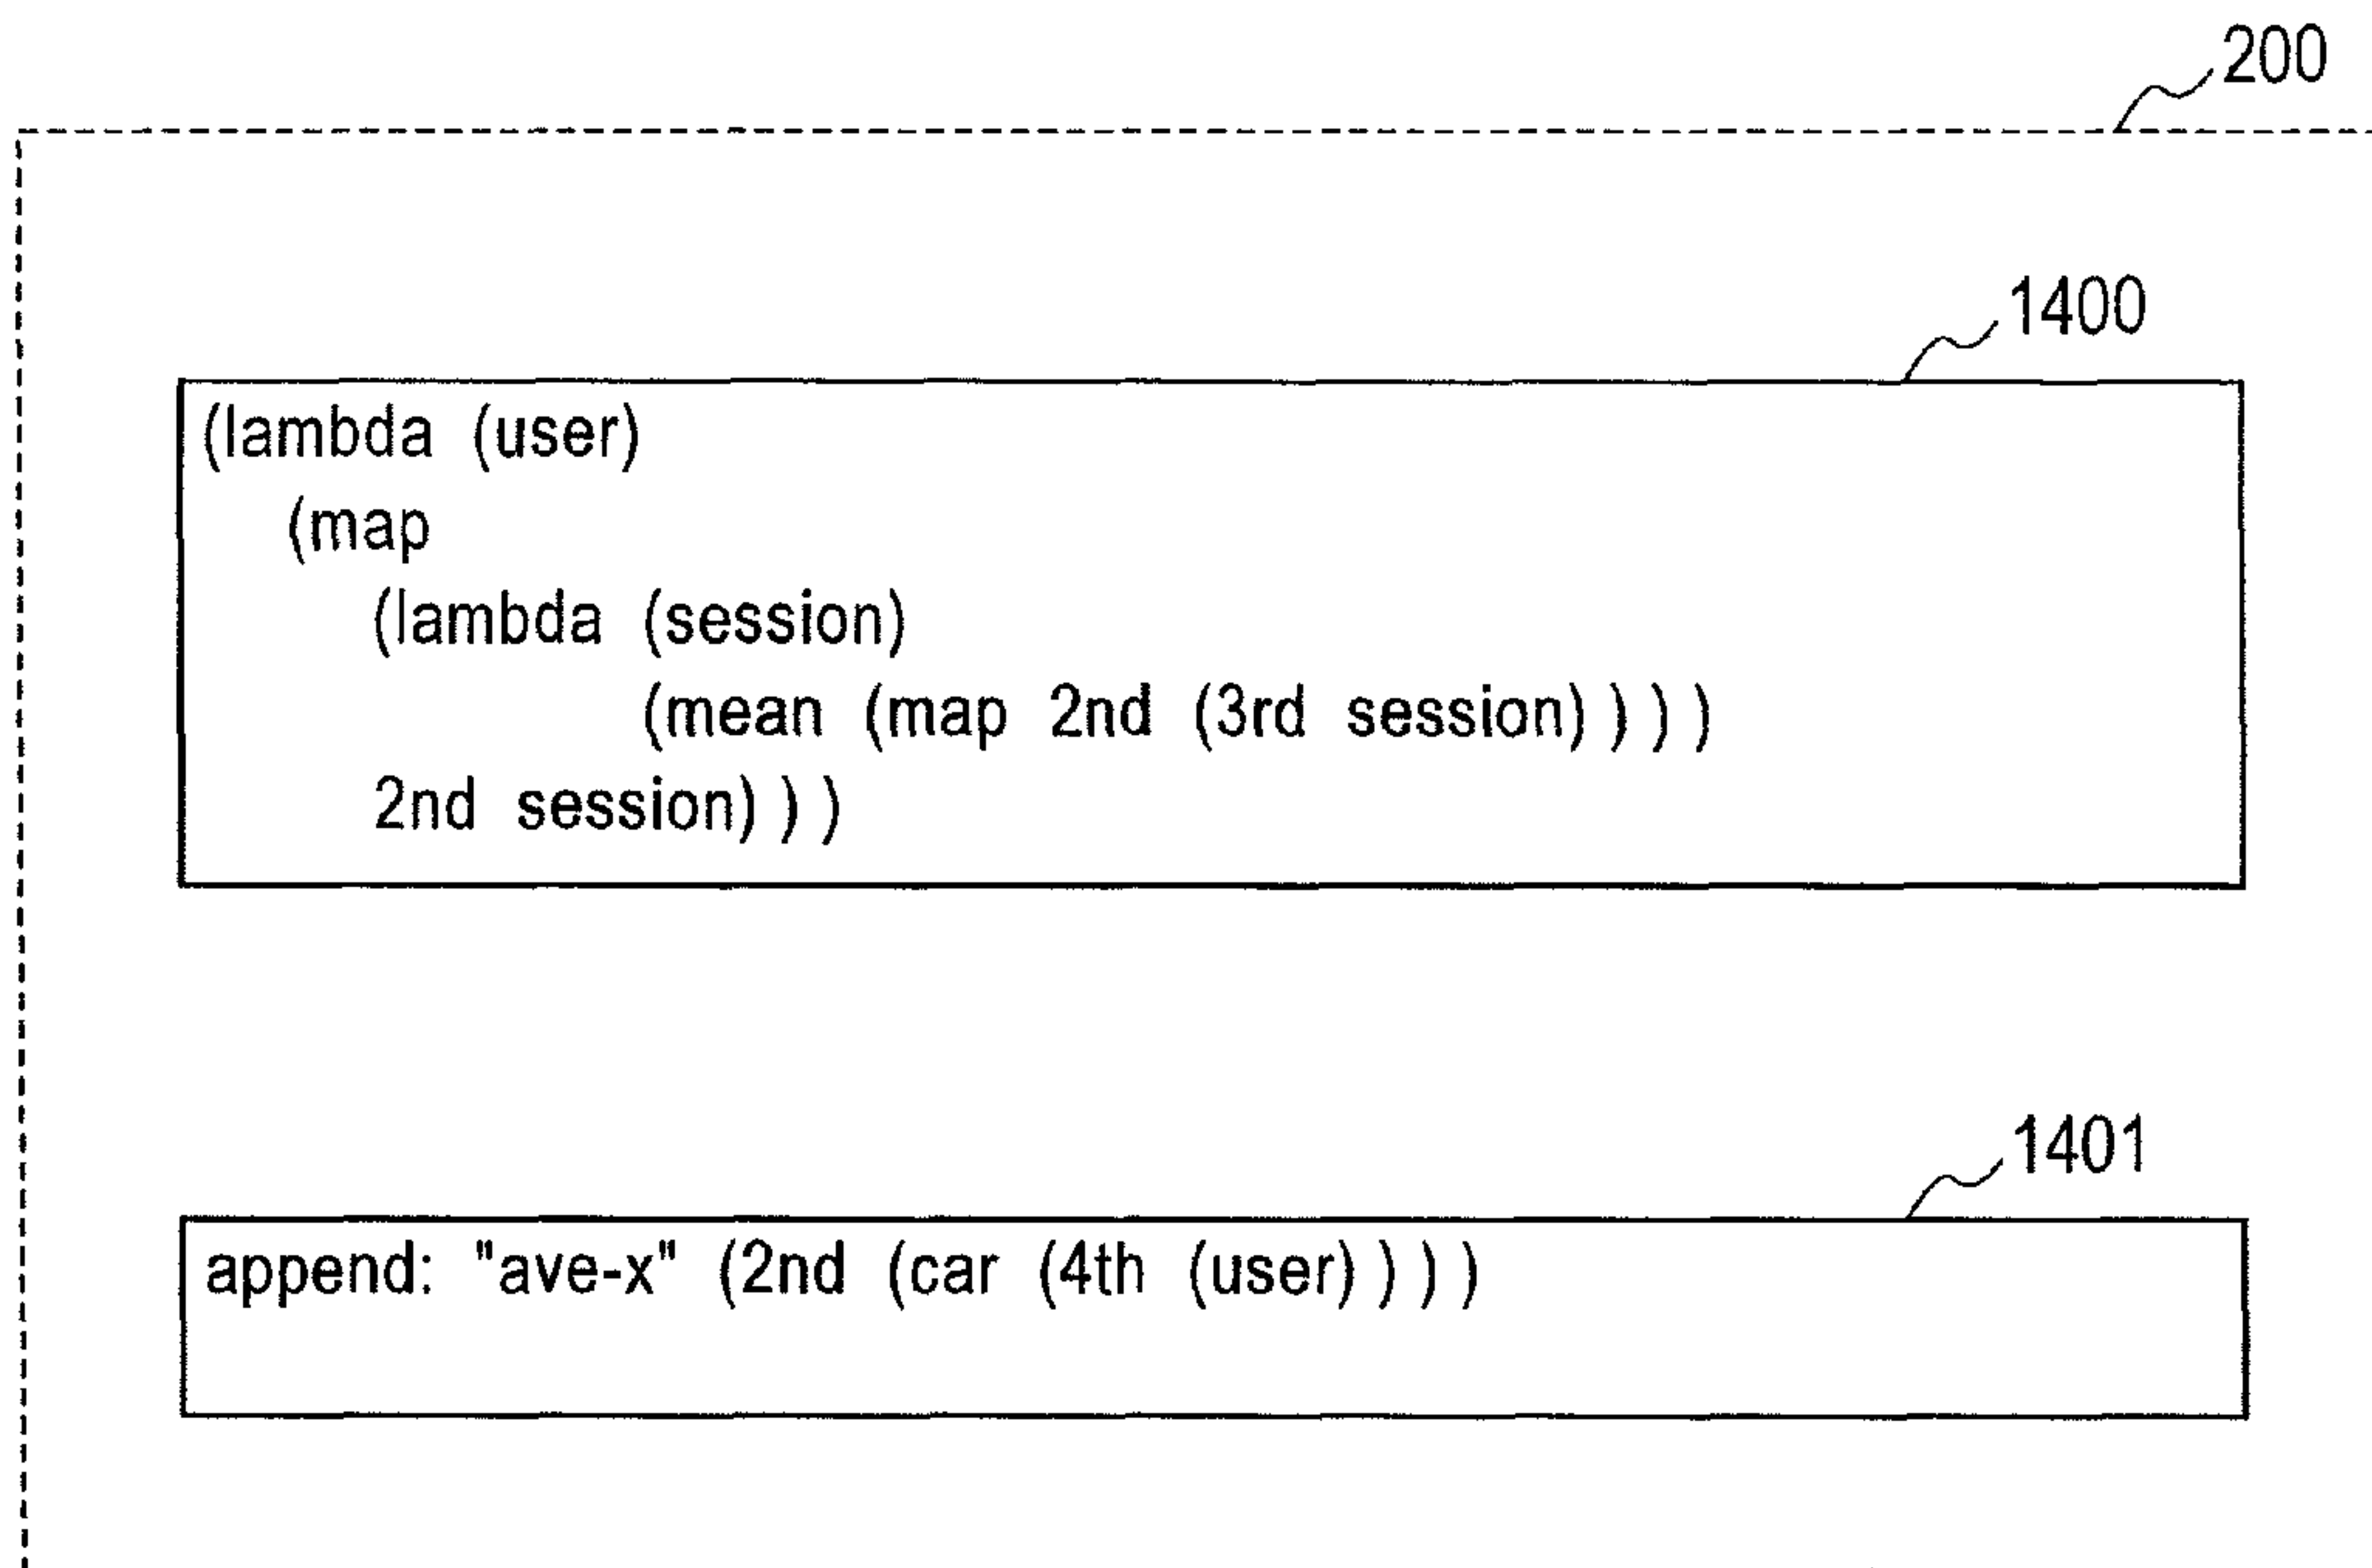 200
1400
(lambda (user)
(map
(lambda (session)
(mean (map 2nd (3rd session) ) ) )
2nd session) ) )
1401
append: "ave-x" (2nd (car (4th (user) ) ) )